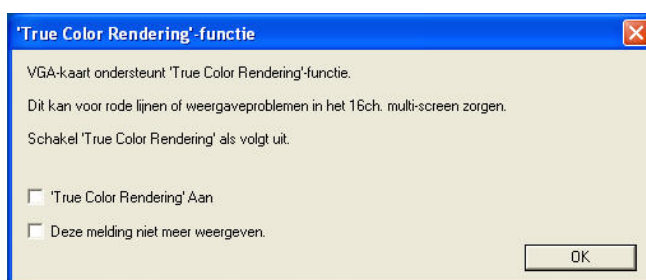 'True Color Rendering'-functie
VGA-kaart ondersteunt 'True Color Rendering'-functie.
Dit kan voor rode lijnen of weergaveproblemen in het 16ch. multi-screen zorgen.
Schakel 'True Color Rendering' als volgt uit.
'True Color Rendering' Aan
Deze melding niet meer weergeven.
OK